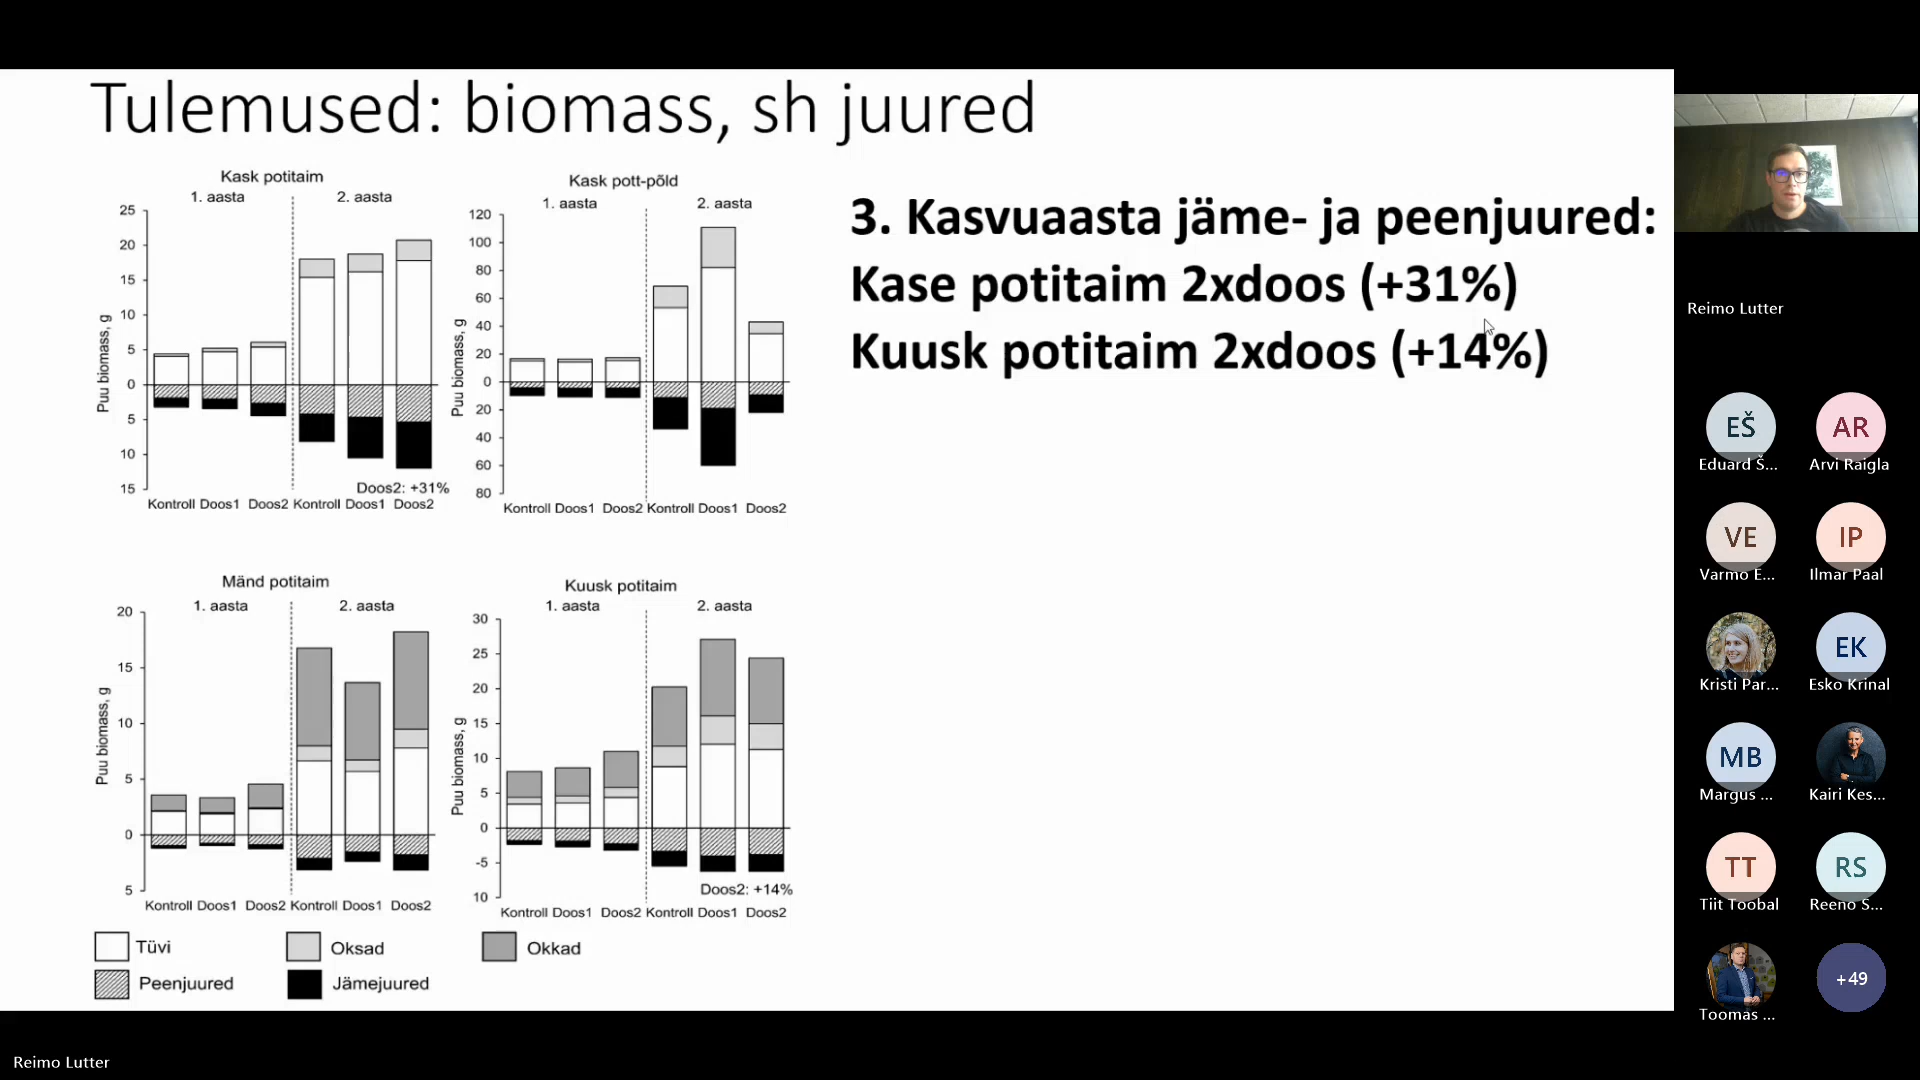 Tulemused: biomass, sh juured
Kask potitaim
1. aasta 2. aasta
Puu biomass, g
25
20
15
10
5
0
5
10
15
Doos2: +31%
Kontroll Doos1 Doos2 Kontroll Doos1 Doos2
Kask pott-põld
1. aasta 2. aasta
Puu biomass, g
120
100
80
60
40
20
0
20
40
60
80
Kontroll Doos1 Doos2 Kontroll Doos1 Doos2
3. Kasvuaasta jäme- ja peenjuured:
Kase potitaim 2xdoos (+31%)
Kuusk potitaim 2xdoos (+14%)
Mänd potitaim
1. aasta 2. aasta
Puu biomass, g
20
15
10
5
0
5
Kontroll Doos1 Doos2 Kontroll Doos1 Doos2
Kuusk potitaim
1. aasta 2. aasta
Puu biomass, g
30
25
20
15
10
5
0
-5
10
Doos2: +14%
Kontroll Doos1 Doos2 Kontroll Doos1 Doos2
Tüvi Oksad Okkad
Peenjuured Jämejuured
Reimo Lutter
EŠ AR
Eduard Š... Arvi Raigla
VE IP
Varmo E... Ilmar Paal
EK
Kristi Par... Esko Krinal
MB
Margus ... Kairi Kes...
TT RS
Tiit Toobal Reeno S...
+49
Toomas ...
Reimo Lutter